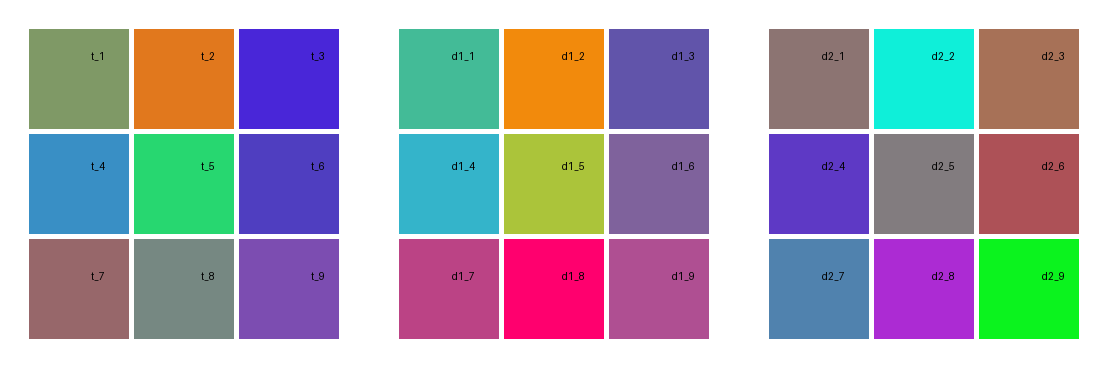 t_1 t_2 t_3 d1_1 d1_2 d1_3 d2_1 d2_2 d2_3
t_4 t_5 t_6 d1_4 d1_5 d1_6 d2_4 d2_5 d2_6
t_7 t_8 t_9 d1_7 d1_8 d1_9 d2_7 d2_8 d2_9